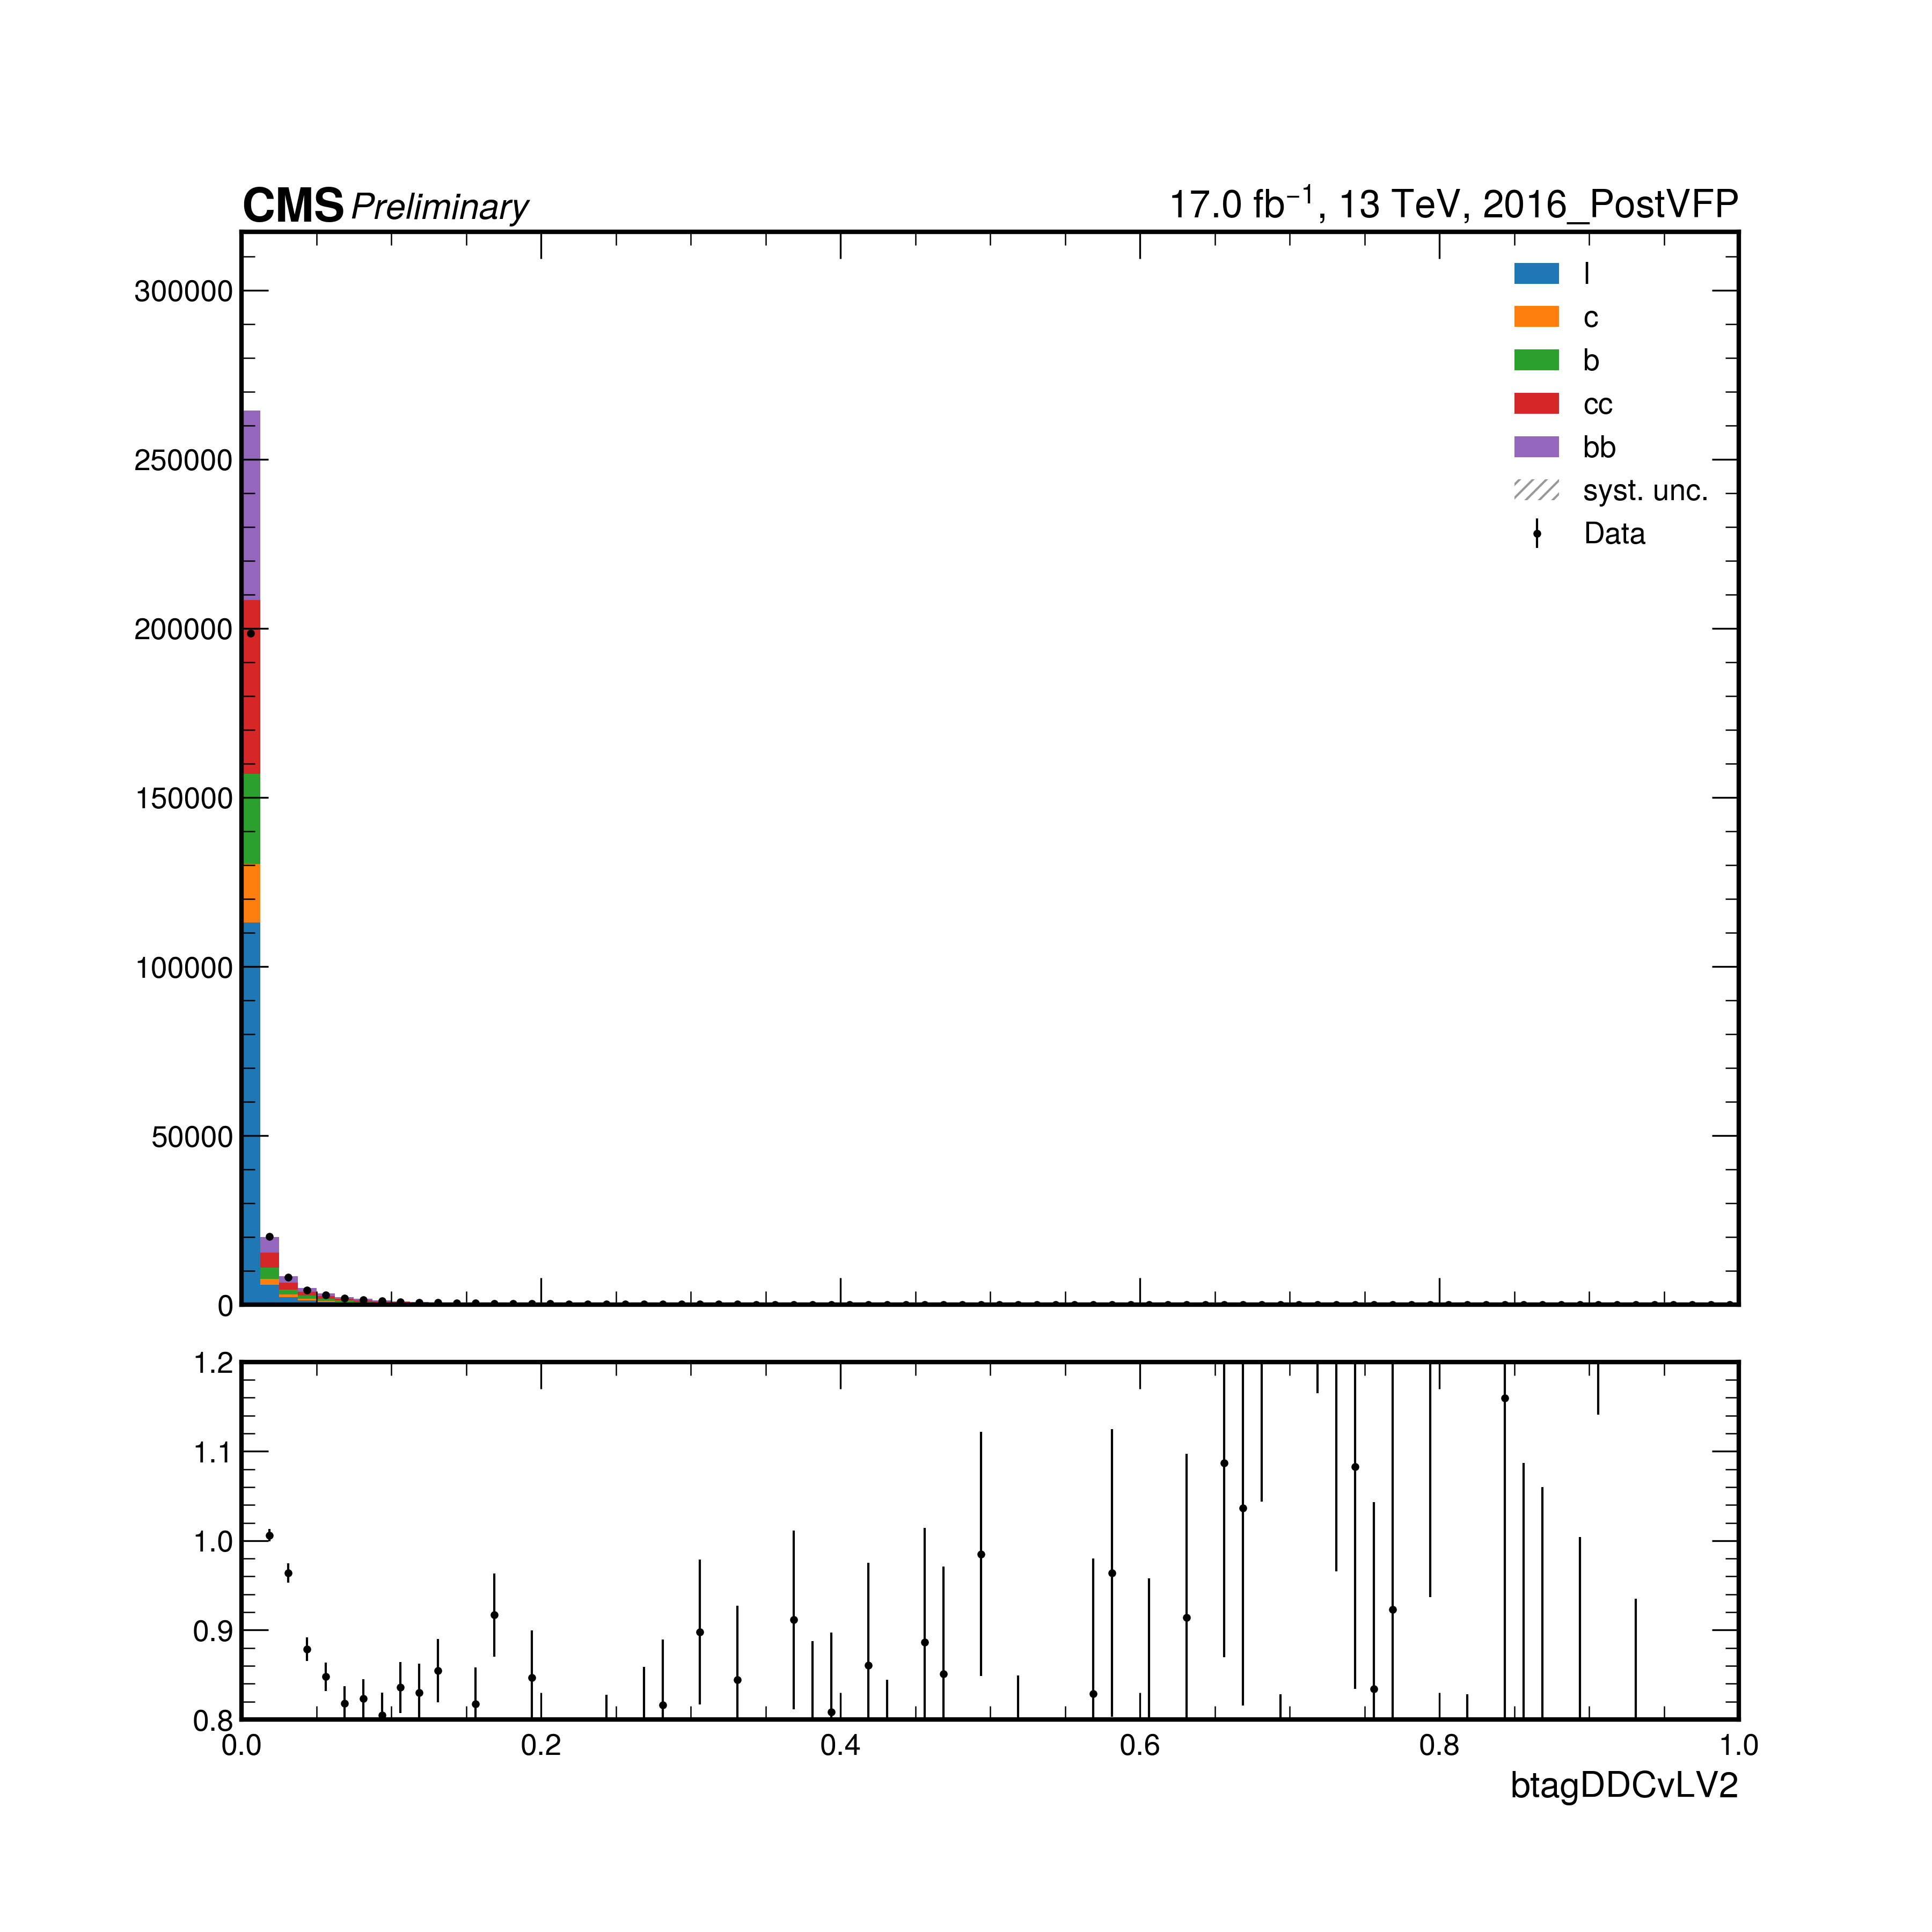 CMS Preliminary
17.0 fb⁻¹, 13 TeV, 2016_PostVFP
300000
250000
200000
150000
100000
50000
0
l
c
b
cc
bb
syst. unc.
Data
1.2
1.1
1.0
0.9
0.8
0.0 0.2 0.4 0.6 0.8 1.0
btagDDCvLV2